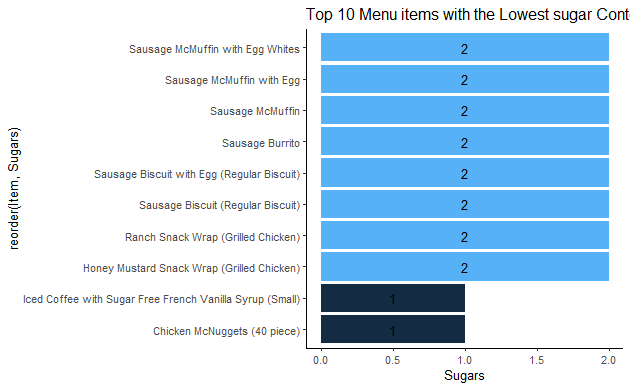 Top 10 Menu items with the Lowest sugar Cont
reorder(Item, Sugars)
Sausage McMuffin with Egg Whites 2
Sausage McMuffin with Egg 2
Sausage McMuffin 2
Sausage Burrito 2
Sausage Biscuit with Egg (Regular Biscuit) 2
Sausage Biscuit (Regular Biscuit) 2
Ranch Snack Wrap (Grilled Chicken) 2
Honey Mustard Snack Wrap (Grilled Chicken) 2
Iced Coffee with Sugar Free French Vanilla Syrup (Small) 1
Chicken McNuggets (40 piece) 1
0.0 0.5 1.0 1.5 2.0
Sugars